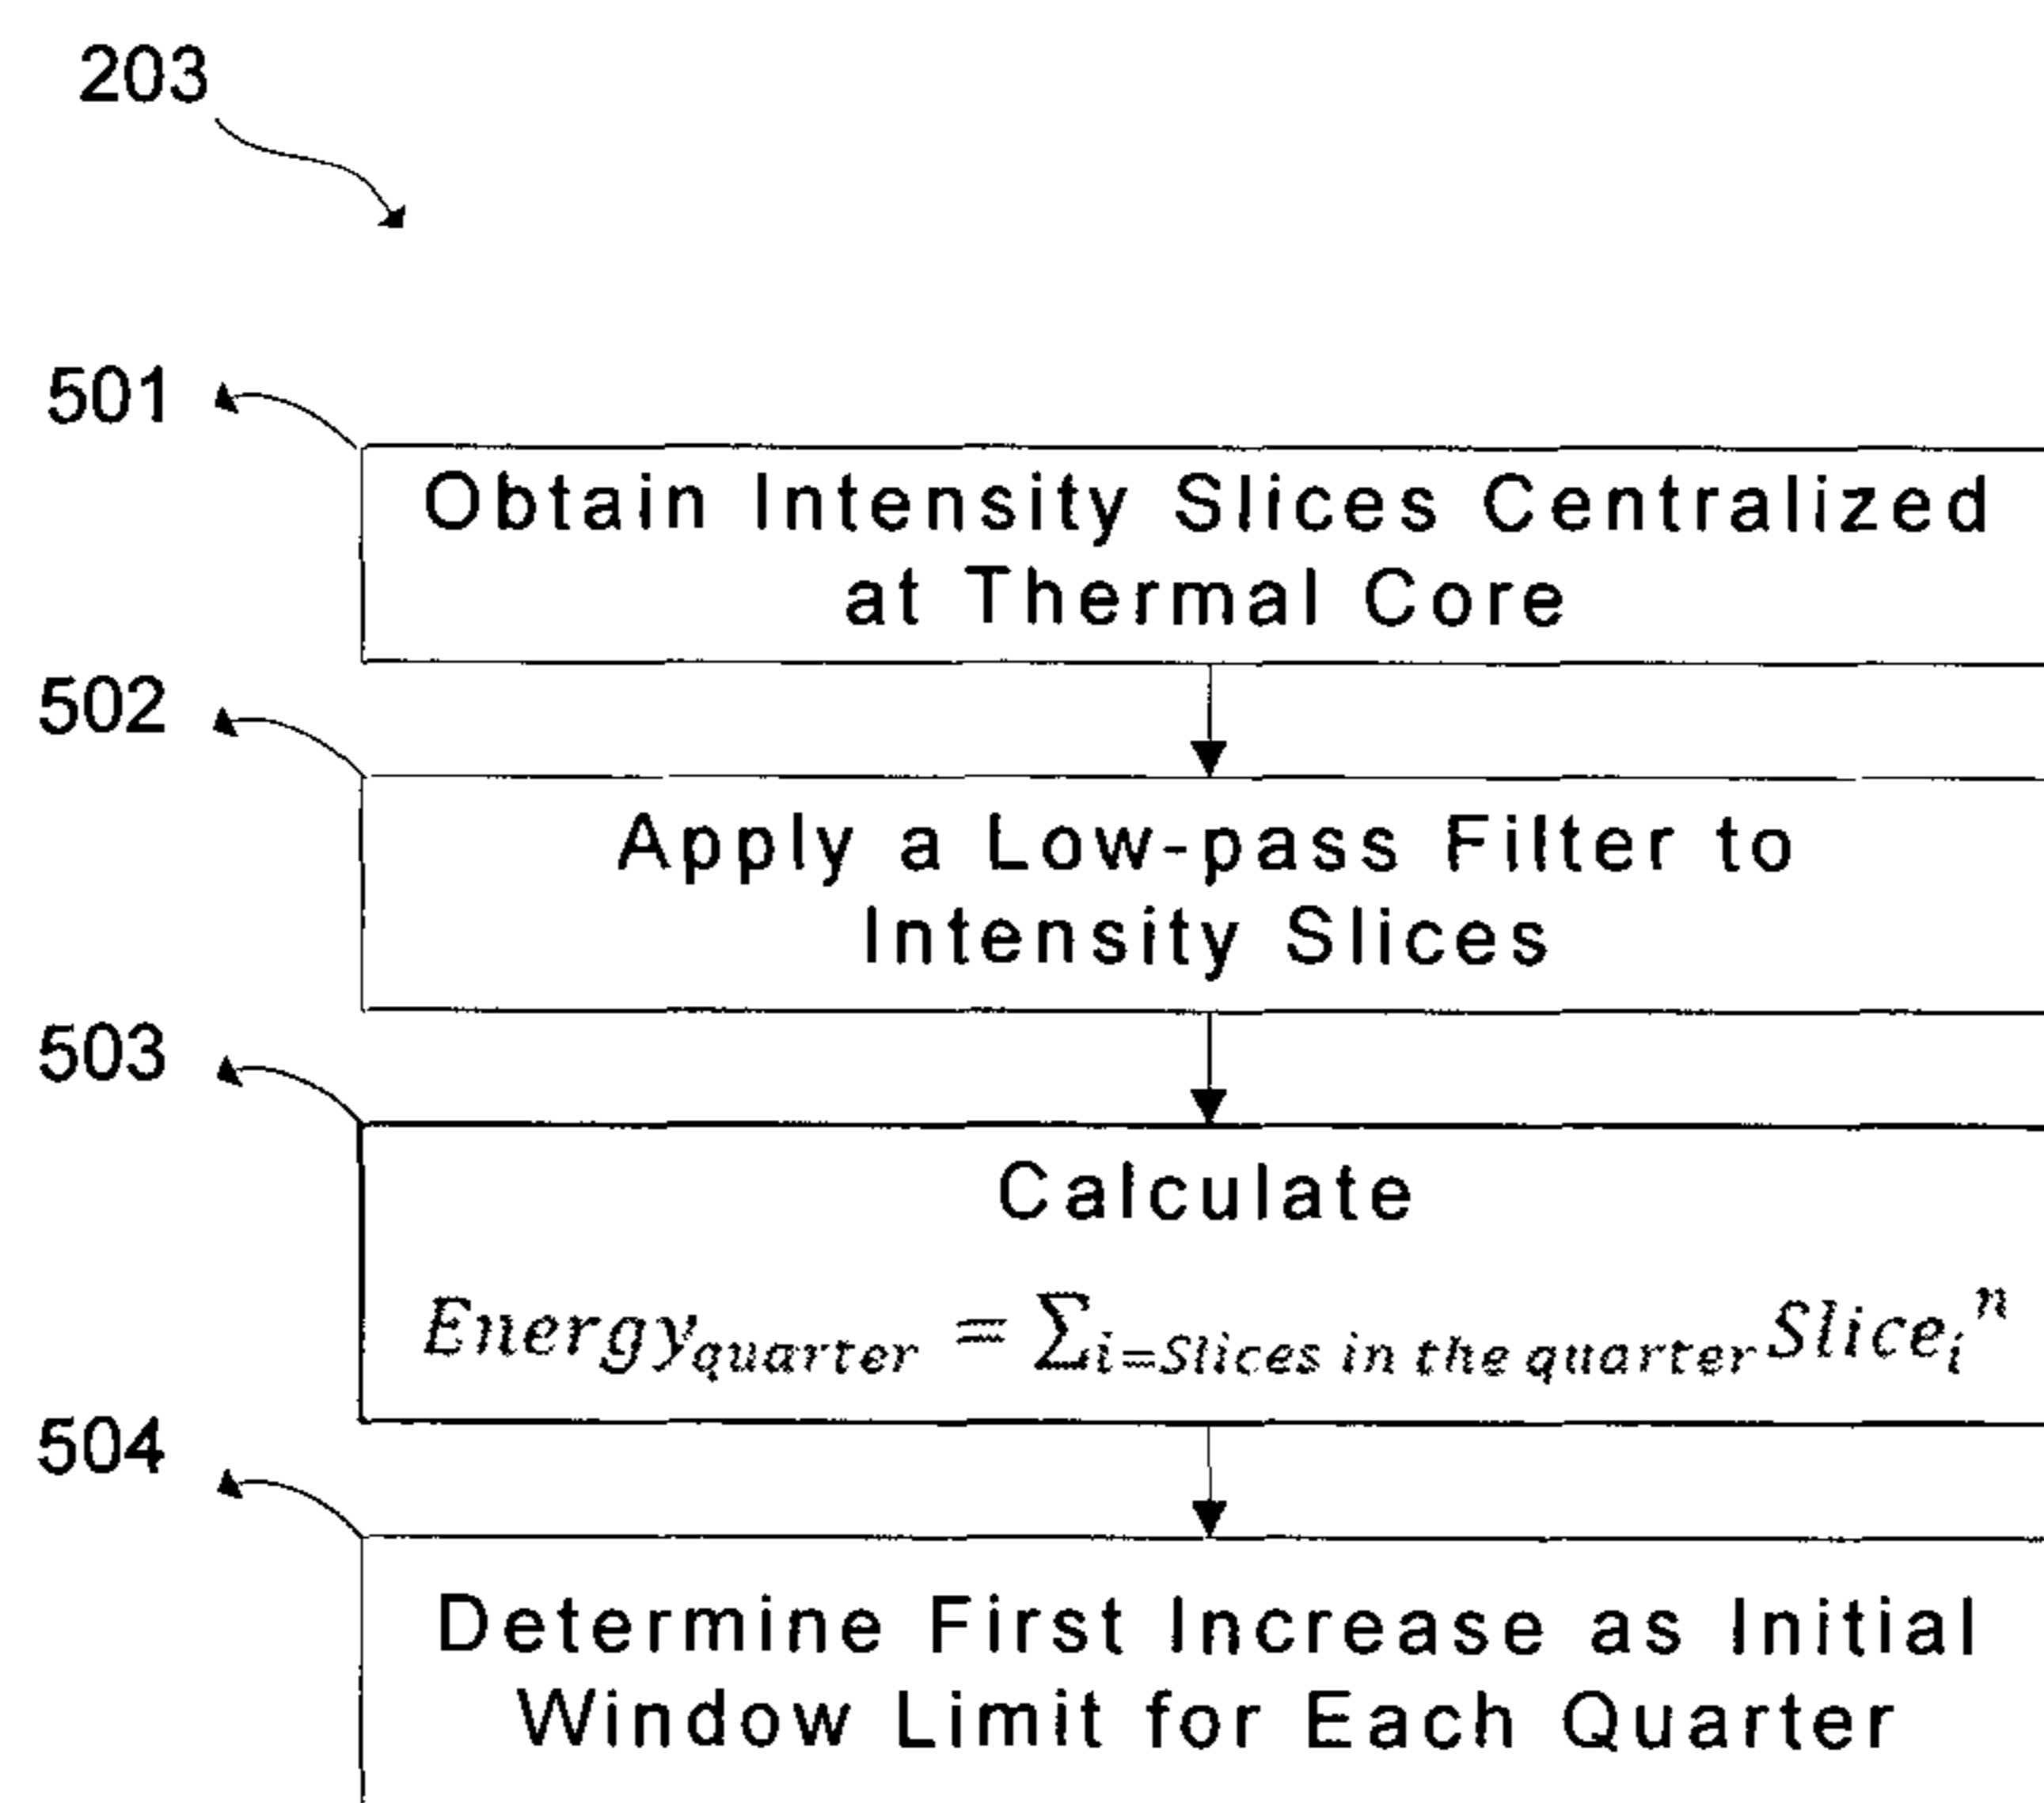 203
501
Obtain Intensity Slices Centralized
at Thermal Core
502
Apply a Low-pass Filter to
Intensity Slices
503
Calculate
Energy_quarter = ∑_i=Slices in the quarter Slice_i^n
504
Determine First Increase as Initial
Window Limit for Each Quarter